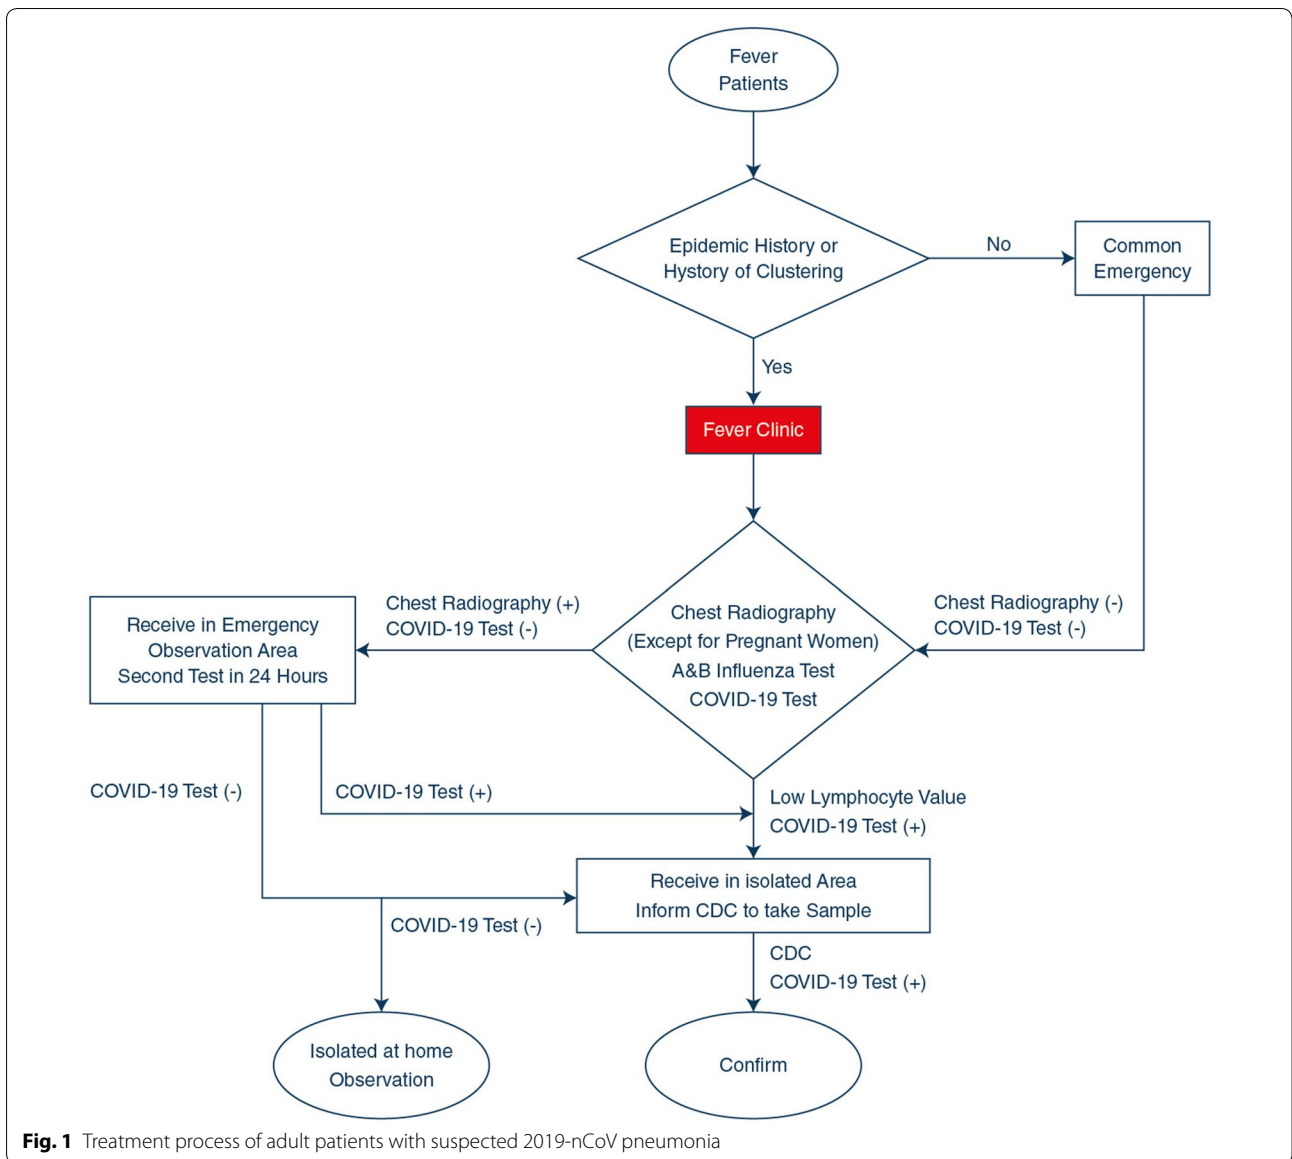 Fever
Patients
Epidemic History or
Hystory of Clustering
No
Common
Emergency
Yes
Fever Clinic
Chest Radiography (+)
COVID-19 Test (-)
Chest Radiography (-)
COVID-19 Test (-)
Receive in Emergency
Observation Area
Second Test in 24 Hours
Chest Radiography
(Except for Pregnant Women)
A&B Influenza Test
COVID-19 Test
COVID-19 Test (-)
COVID-19 Test (+)
Low Lymphocyte Value
COVID-19 Test (+)
Receive in isolated Area
Inform CDC to take Sample
COVID-19 Test (-)
CDC
COVID-19 Test (+)
Isolated at home
Observation
Confirm
Fig. 1 Treatment process of adult patients with suspected 2019-nCoV pneumonia